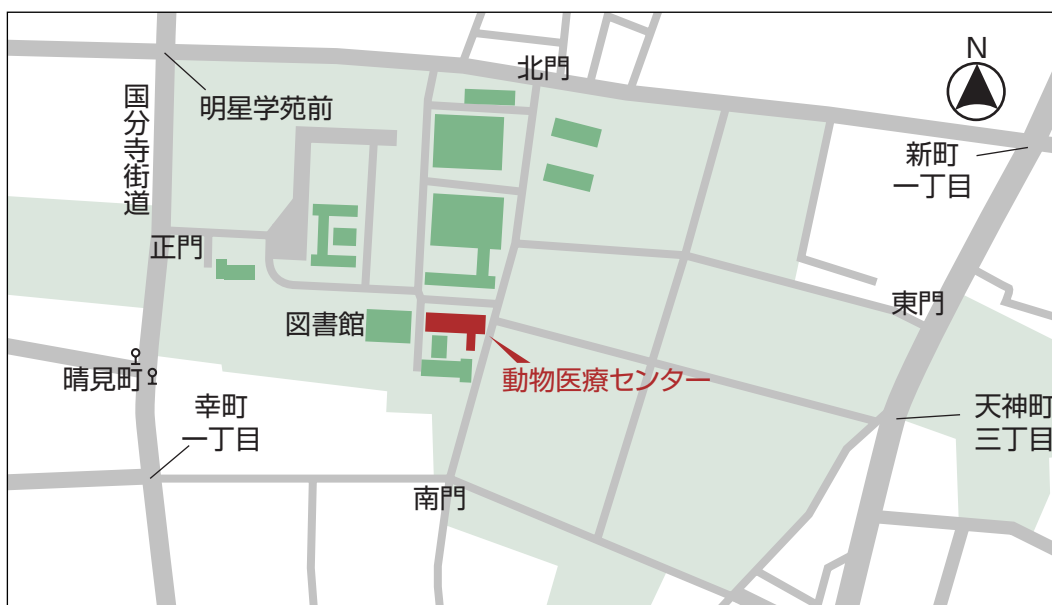 北門
N
国分寺街道
明星学苑前
新町
一丁目
正門
東門
図書館
晴見町
動物医療センター
幸町
一丁目
天神町
三丁目
南門